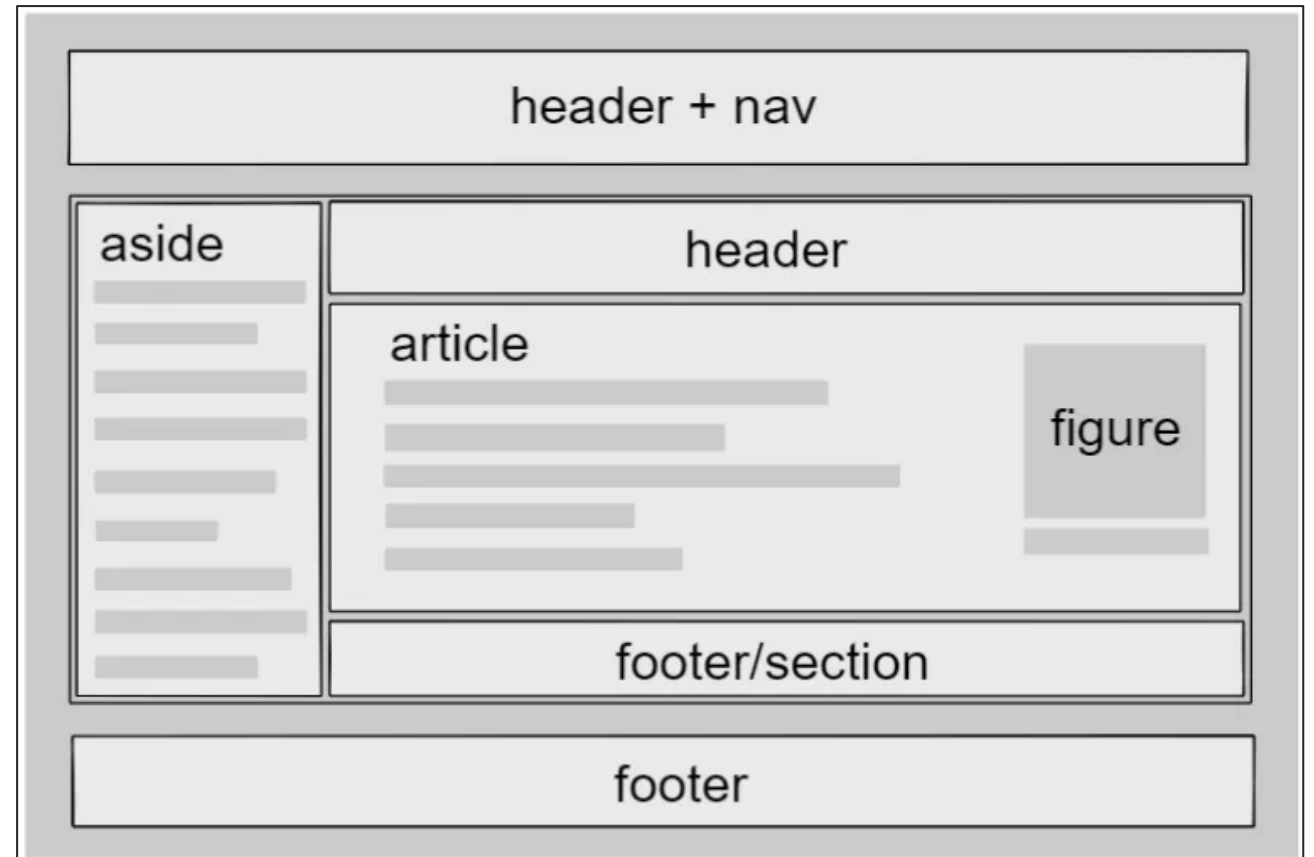 header + nav
aside
header
article
figure
footer/section
footer